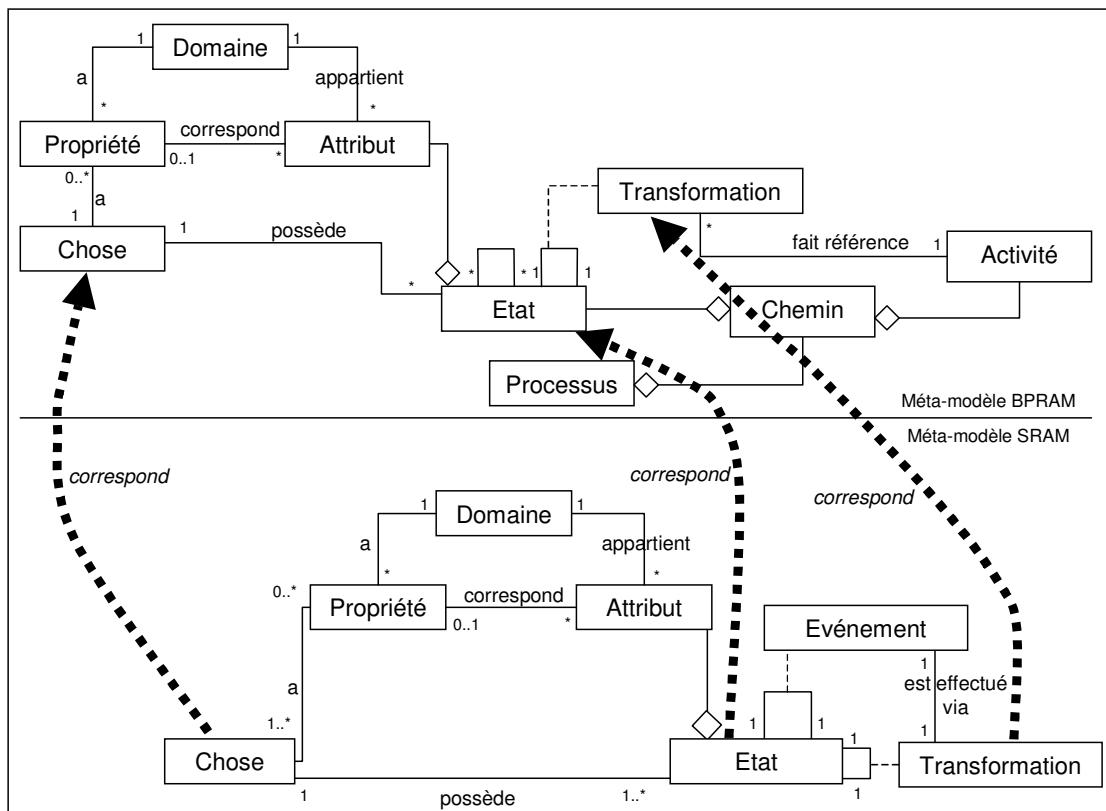 1
Domaine
1
a
appartient
*
*
Propriété
correspond
Attribut
0..1
*
0..*
a
1
Chose
1
possède
*
*
*
1
1
Etat
Transformation
*
fait référence
1
Activité
Chemin
Processus
Méta-modèle BPRAM
Méta-modèle SRAM
correspond
correspond
correspond
1
Domaine
1
a
appartient
*
*
0..*
Propriété
correspond
Attribut
0..1
*
Evénement
1
est effectué
via
1
a
1..*
Chose
1
possède
1..*
1
1
Etat
1
1
Transformation